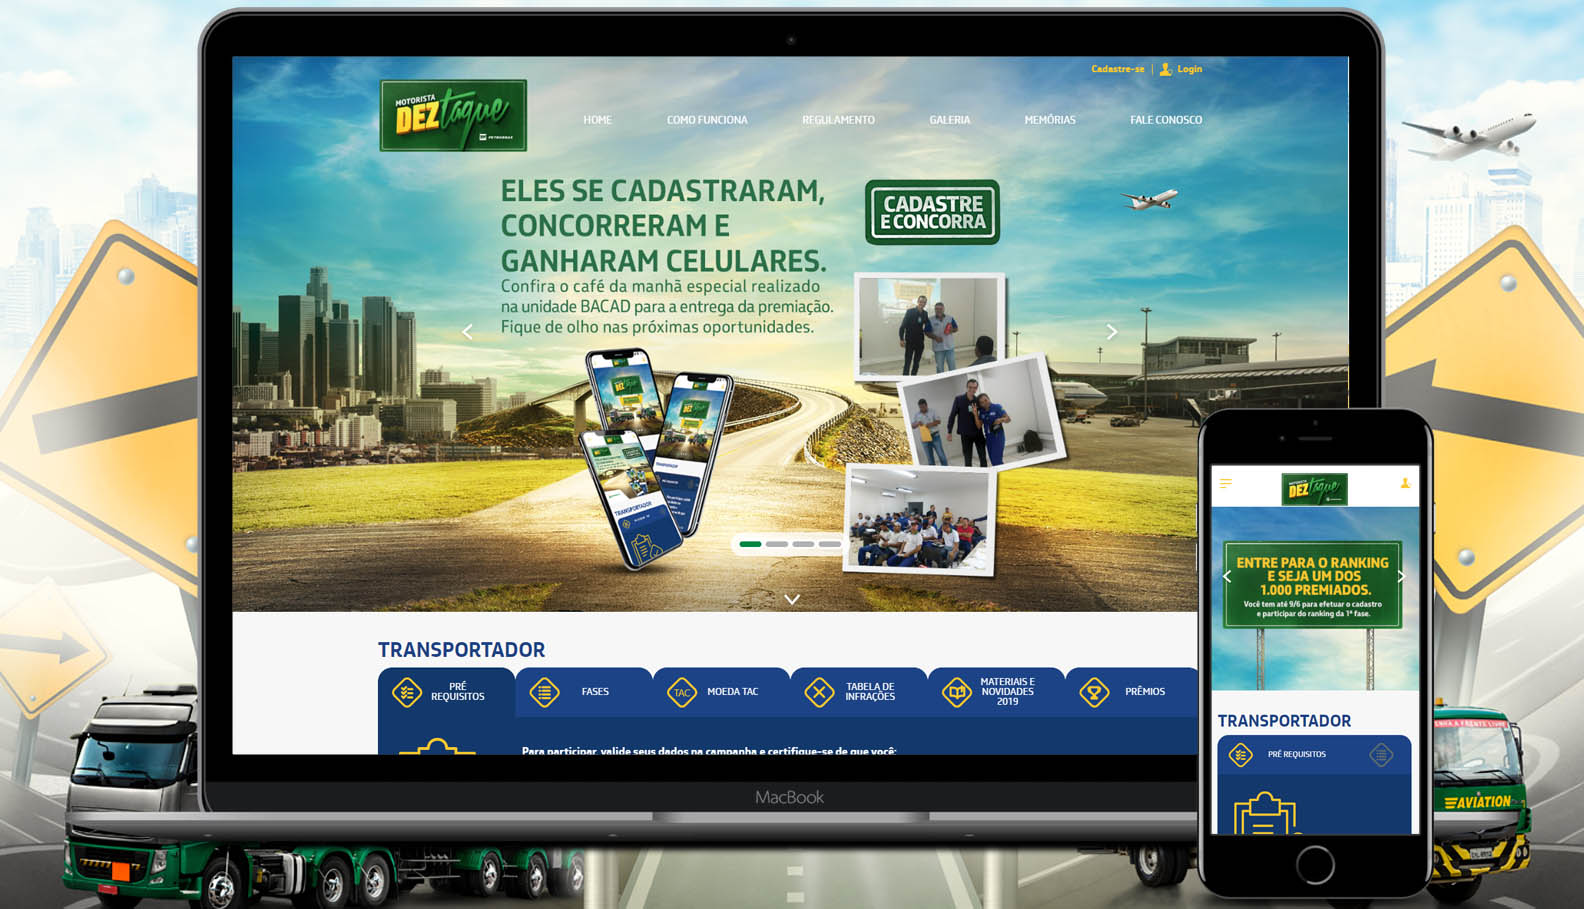 Cadastre-se | Login
MOTORISTA
DEZtaque
PETROBRAS
HOME
COMO FUNCIONA
REGULAMENTO
GALERIA
MEMÓRIAS
FALE CONOSCO
ELES SE CADASTRARAM,
CONCORRERAM E
GANHARAM CELULARES.
Confira o café da manhã especial realizado
na unidade BACAD para a entrega da premiação.
Fique de olho nas próximas oportunidades.
CADASTRE
E CONCORRA
DEZtaque
TRANSPORTADOR
TRANSPORTADOR
PRÉ
REQUISITOS
FASES
TAC
MOEDA TAC
TABELA DE
INFRAÇÕES
MATERIAIS E
NOVIDADES
2019
PRÊMIOS
Para participar, valide seus dados na campanha e certifique-se de que você:
MacBook
MOTORISTA
DEZtaque
ENTRE PARA O RANKING
E SEJA UM DOS
1.000 PREMIADOS.
Você tem até 9/6 para efetuar o cadastro
e participar do ranking da 1ª fase.
TRANSPORTADOR
PRÉ REQUISITOS
AVIATION